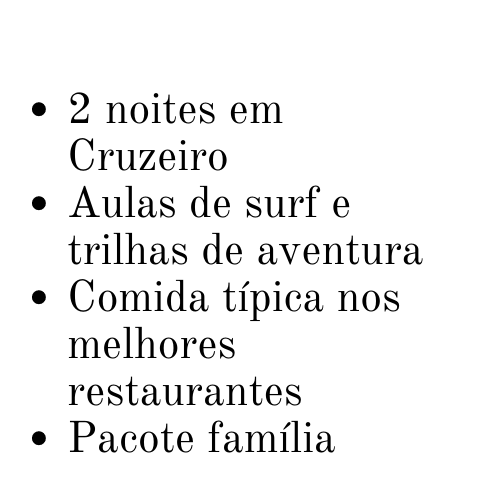 • 2 noites em
Cruzeiro
• Aulas de surf e
trilhas de aventura
• Comida típica nos
melhores
restaurantes
• Pacote família